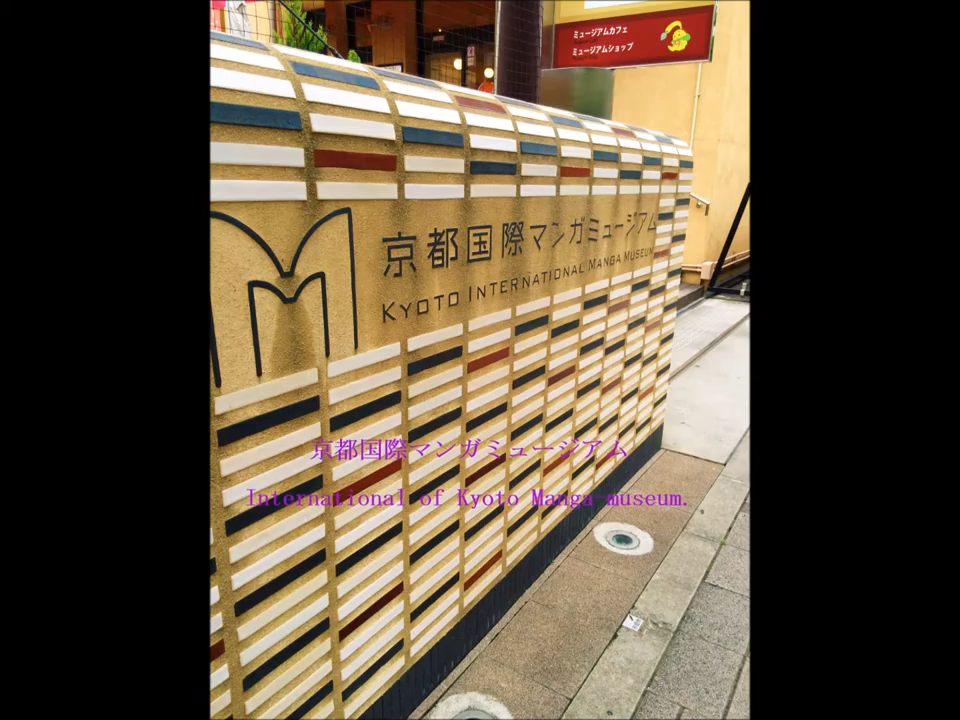 ミュージアムカフェ
ミュージアムショップ
京都国際マンガミュージアム
KYOTO INTERNATIONAL MANGA MUSEUM
京都国際マンガミュージアム
International of Kyoto Manga-museum.